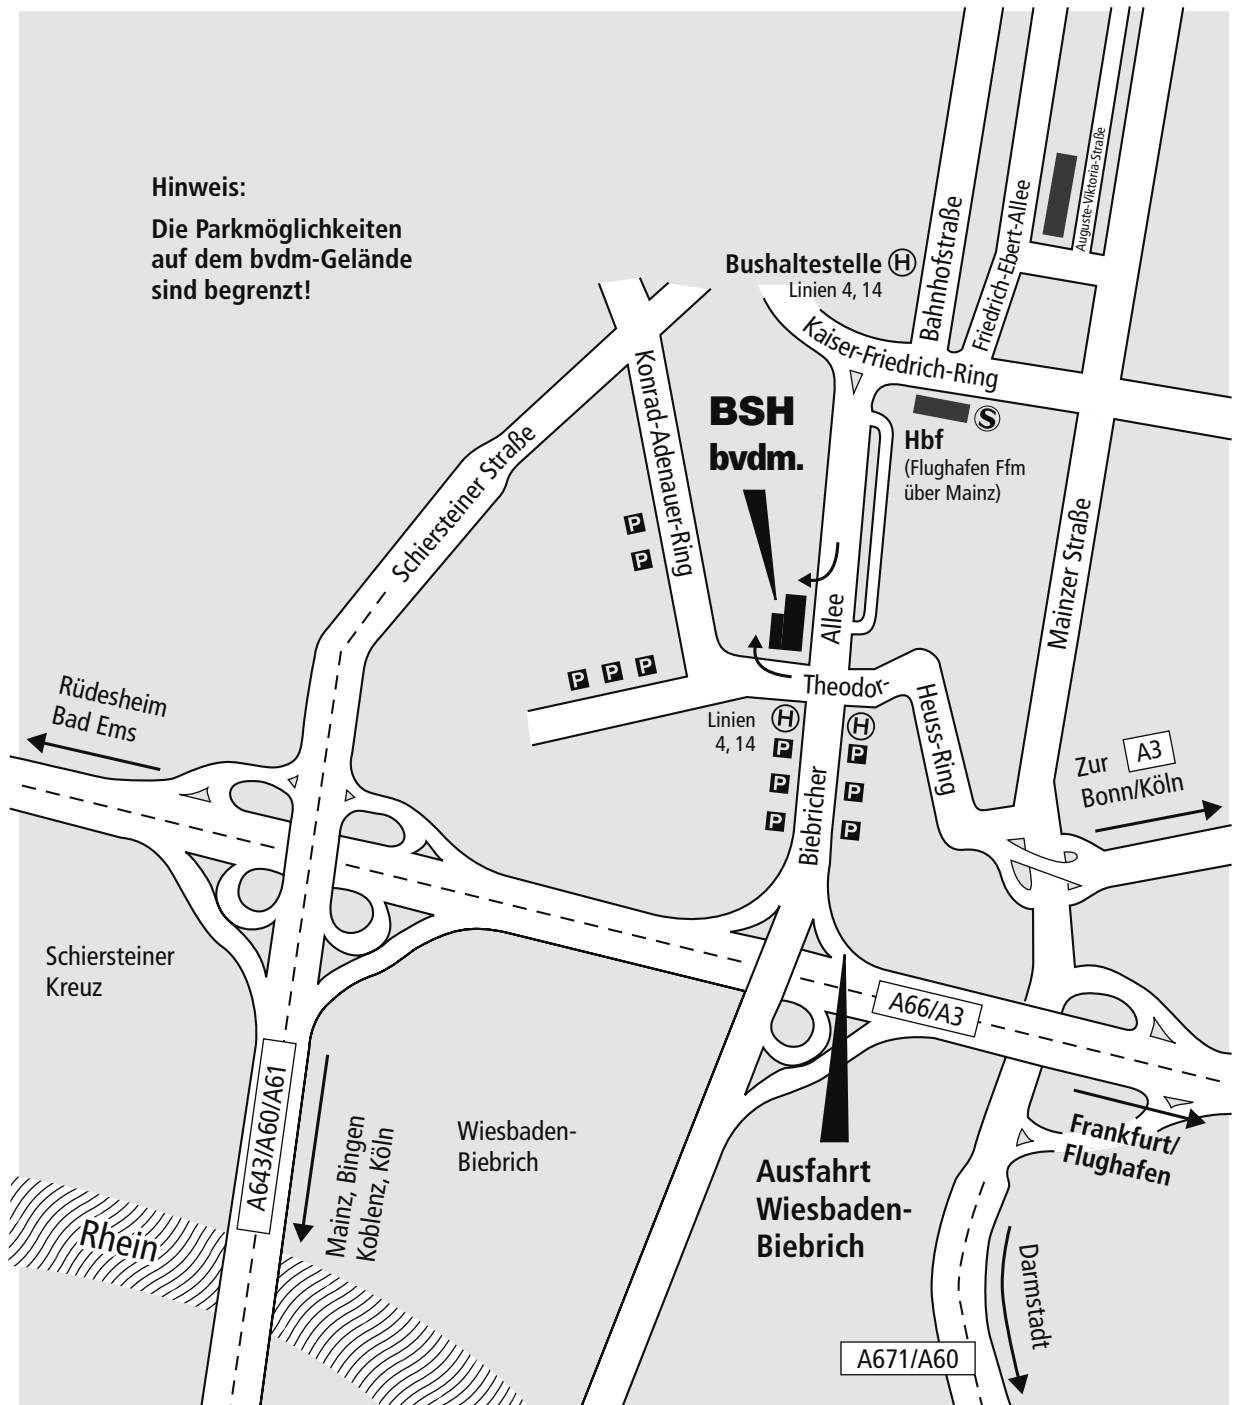 Hinweis:
Die Parkmöglichkeiten
auf dem bvdm-Gelände
sind begrenzt!
Bushaltestelle H
Linien 4, 14
Bahnhofstraße
Friedrich-Ebert-Allee
Auguste-Viktoria-Straße
Kaiser-Friedrich-Ring
Konrad-Adenauer-Ring
BSH
bvdm.
S
Hbf
(Flughafen Ffm
über Mainz)
Schiersteiner Straße
P
P
Allee
Mainzer Straße
P P P
Theodor-
Heuss-Ring
Rüdesheim
Bad Ems
Linien
4, 14
H
H
P
P
P
P
P
P
Biebricher
Zur A3
Bonn/Köln
Schiersteiner
Kreuz
A66/A3
A643/A60/A61
Mainz, Bingen
Koblenz, Köln
Wiesbaden-
Biebrich
Ausfahrt
Wiesbaden-
Biebrich
Frankfurt/
Flughafen
Rhein
Darmstadt
A671/A60